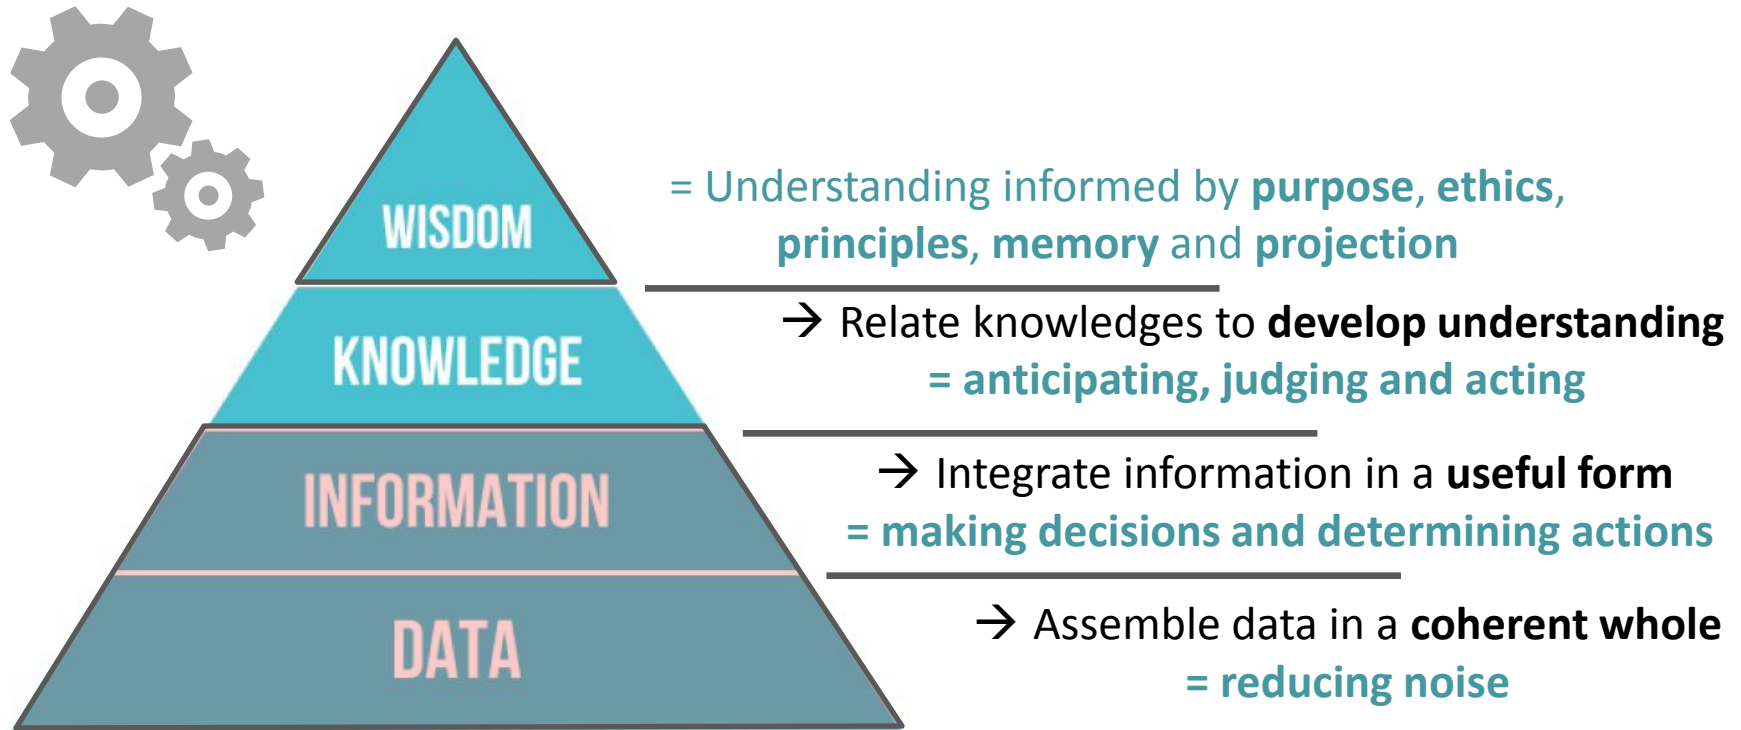 WISDOM
= Understanding informed by purpose, ethics,
principles, memory and projection
KNOWLEDGE
→ Relate knowledges to develop understanding
= anticipating, judging and acting
INFORMATION
→ Integrate information in a useful form
= making decisions and determining actions
DATA
→ Assemble data in a coherent whole
= reducing noise